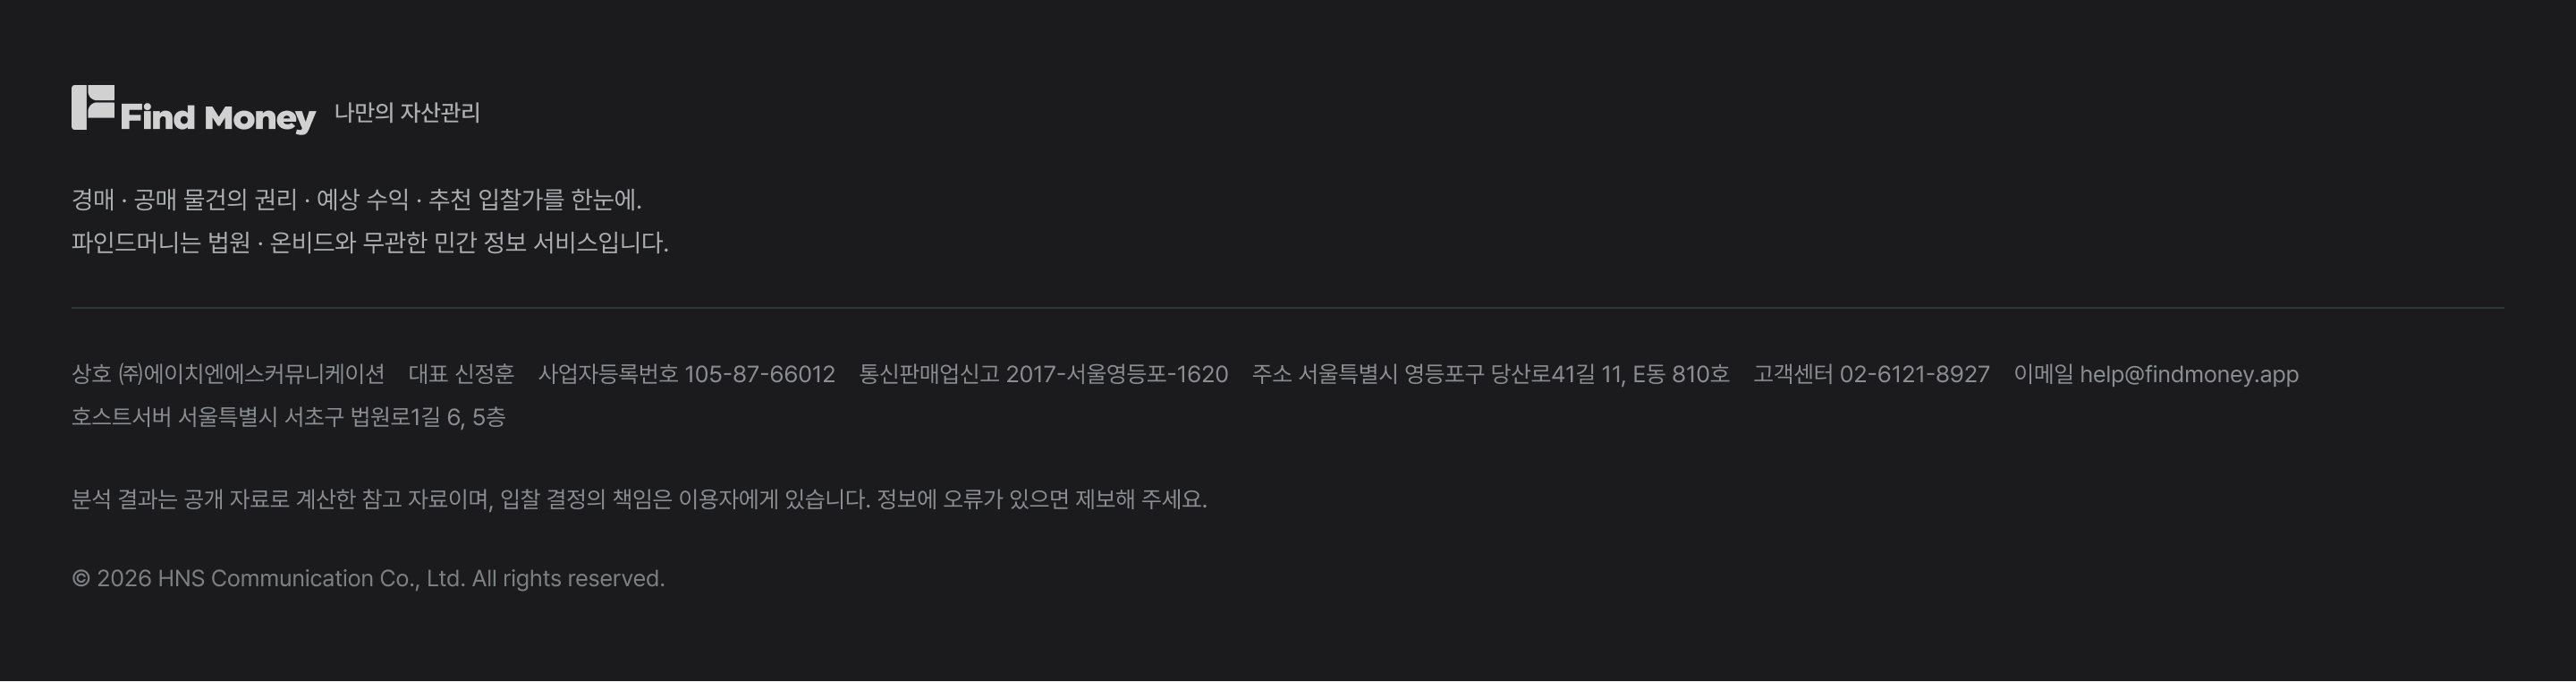 Find Money 나만의 자산관리
경매 · 공매 물건의 권리 · 예상 수익 · 추천 입찰가를 한눈에.
파인드머니는 법원 · 온비드와 무관한 민간 정보 서비스입니다.
상호 ㈜에이치엔에스커뮤니케이션 대표 신정훈 사업자등록번호 105-87-66012 통신판매업신고 2017-서울영등포-1620 주소 서울특별시 영등포구 당산로41길 11, E동 810호 고객센터 02-6121-8927 이메일 help@findmoney.app
호스트서버 서울특별시 서초구 법원로1길 6, 5층
분석 결과는 공개 자료로 계산한 참고 자료이며, 입찰 결정의 책임은 이용자에게 있습니다. 정보에 오류가 있으면 제보해 주세요.
© 2026 HNS Communication Co., Ltd. All rights reserved.